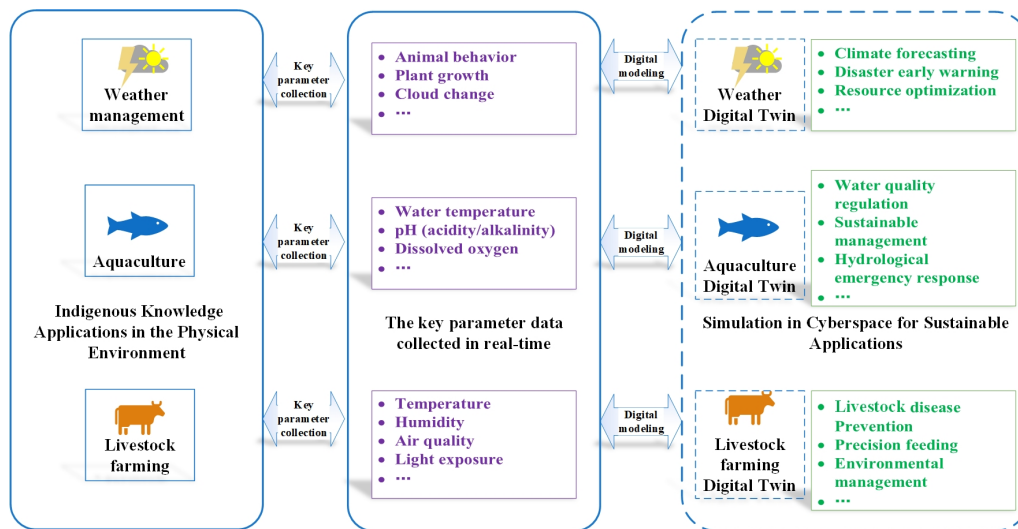 Weather
management
Key
parameter
collection
• Animal behavior
• Plant growth
• Cloud change
• ...
Digital
modeling
Weather
Digital Twin
• Climate forecasting
• Disaster early warning
• Resource optimization
• ...
Aquaculture
Key
parameter
collection
• Water temperature
• pH (acidity/alkalinity)
• Dissolved oxygen
• ...
Digital
modeling
Aquaculture
Digital Twin
• Water quality
regulation
• Sustainable
management
• Hydrological
emergency response
• ...
Indigenous Knowledge
Applications in the Physical
Environment
The key parameter data
collected in real-time
Simulation in Cyberspace for Sustainable
Applications
Livestock
farming
Key
parameter
collection
• Temperature
• Humidity
• Air quality
• Light exposure
• ...
Digital
modeling
Livestock
farming
Digital Twin
• Livestock disease
Prevention
• Precision feeding
• Environmental
management
• ...